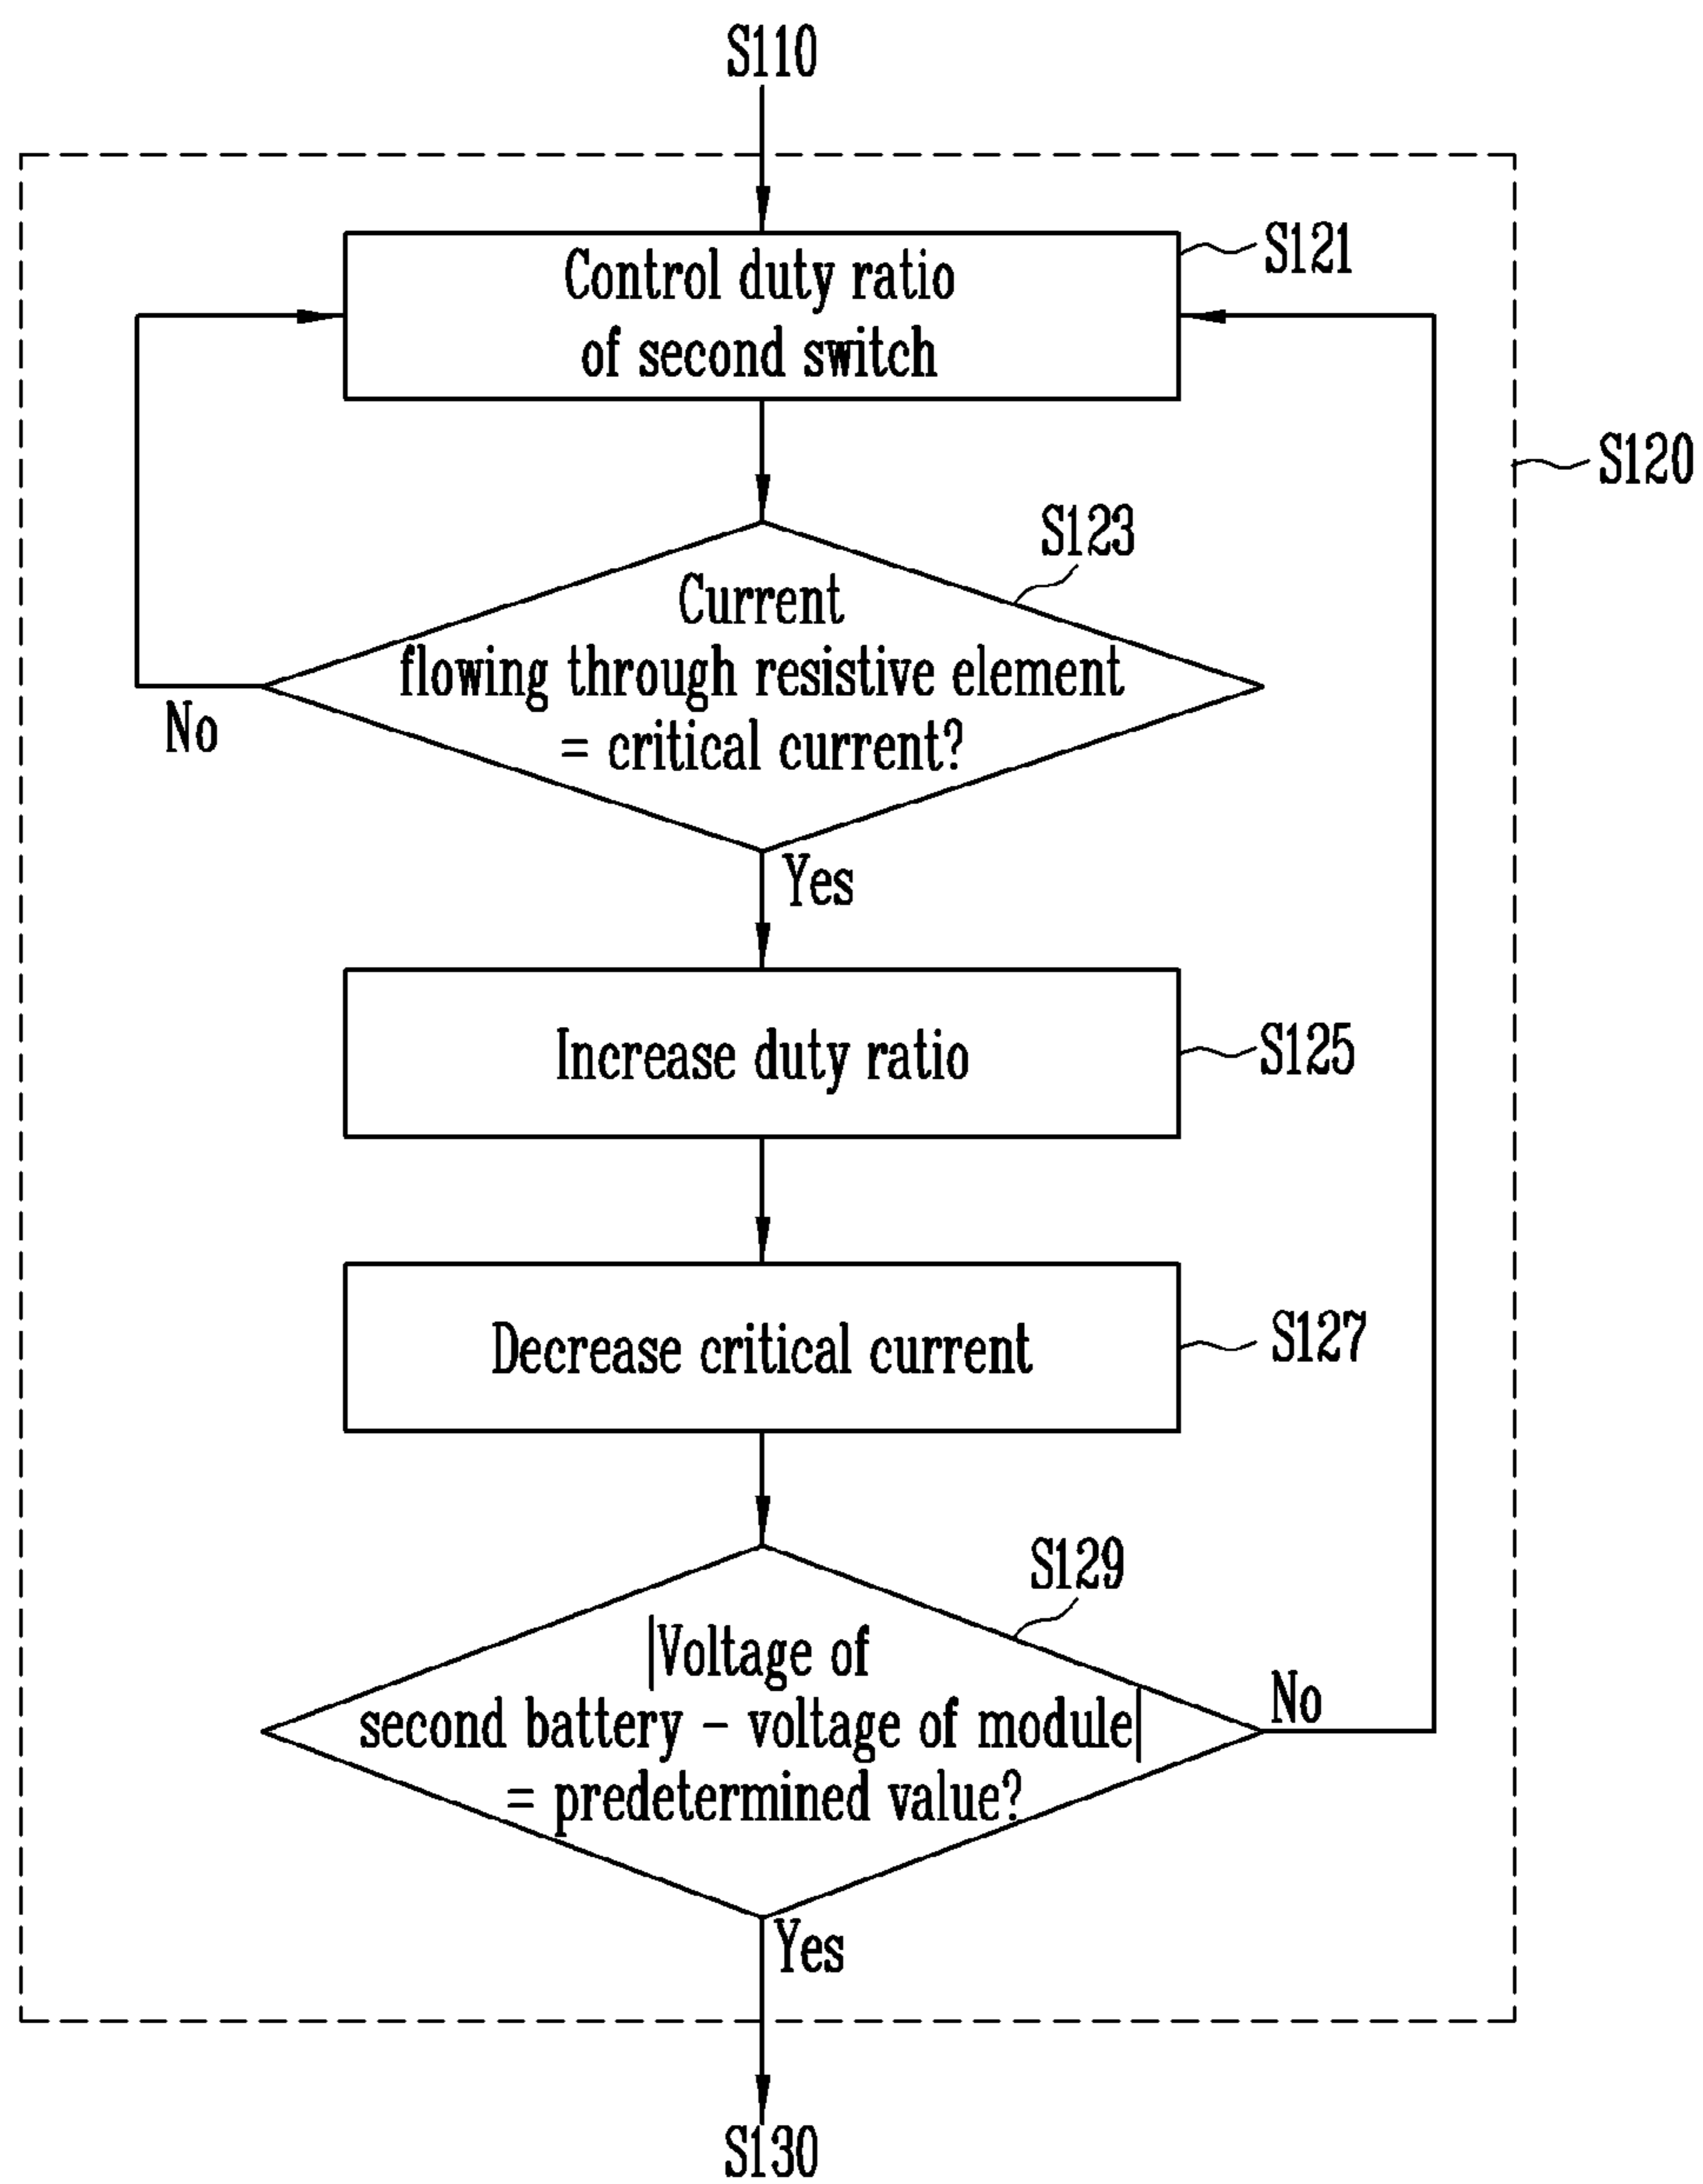 S110
Control duty ratio
of second switch
S121
S120
S123
Current
flowing through resistive element
= critical current?
No
Yes
Increase duty ratio
S125
Decrease critical current
S127
S129
|Voltage of
second battery - voltage of module|
= predetermined value?
No
Yes
S130